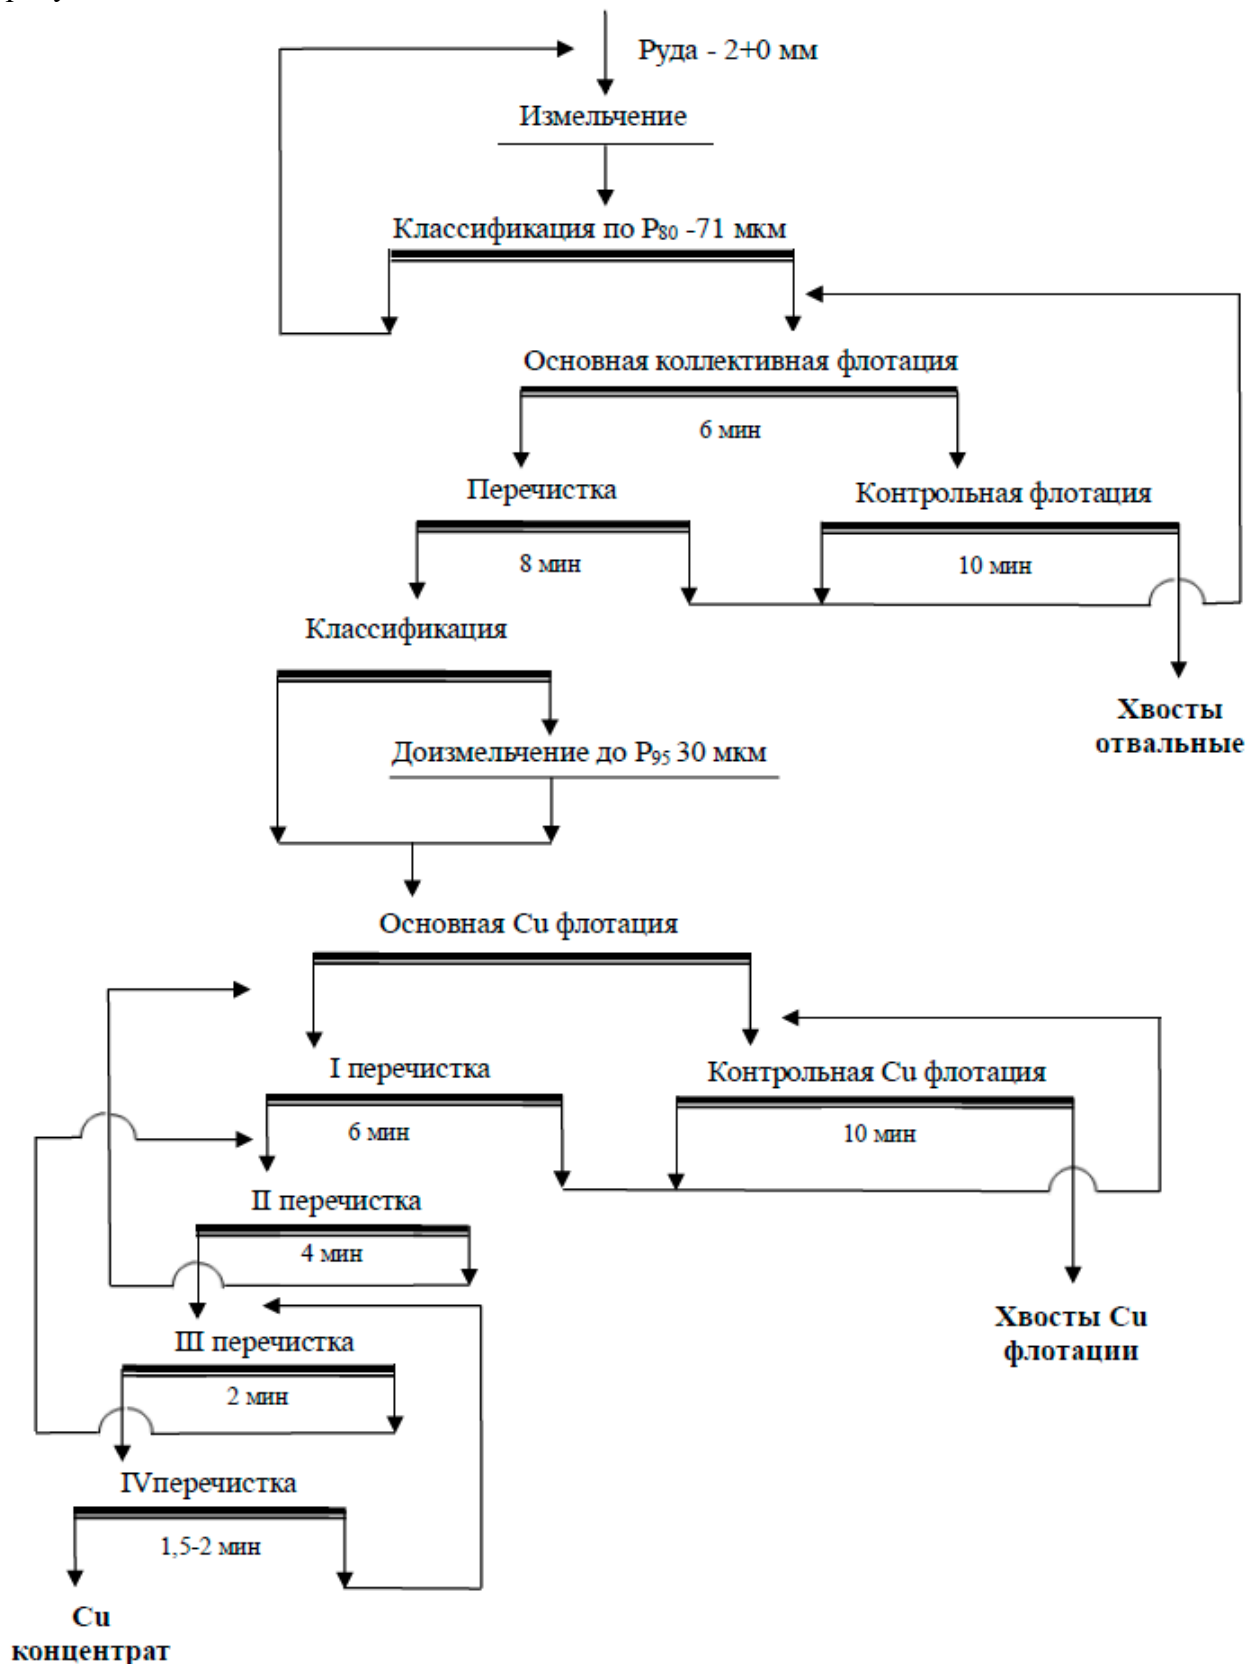 Руда - 2+0 мм
Измельчение
Классификация по P₈₀ -71 мкм
Основная коллективная флотация
6 мин
Перечистка
Контрольная флотация
8 мин
10 мин
Классификация
Хвосты
отвальные
Доизмельчение до P₉₅ 30 мкм
Основная Cu флотация
I перечистка
Контрольная Cu флотация
6 мин
10 мин
II перечистка
4 мин
Хвосты Cu
флотации
III перечистка
2 мин
IVперечистка
1,5-2 мин
Cu
концентрат